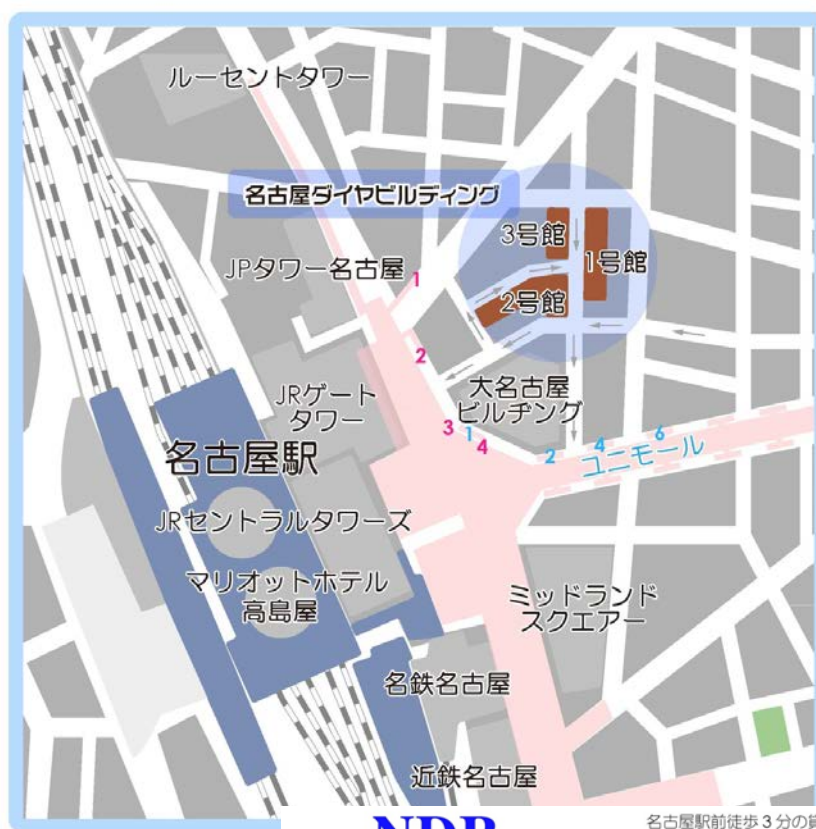 ルーセントタワー
名古屋ダイヤビルディング
3号館
1号館
2号館
JPタワー名古屋
1
2
JRゲート
タワー
大名古屋
ビルヂング
3
1
4
2
4
6
ユニモール
名古屋駅
JRセントラルタワーズ
マリオットホテル
高島屋
ミッドランド
スクエアー
名鉄名古屋
近鉄名古屋
NDB
名古屋駅前徒歩3分の